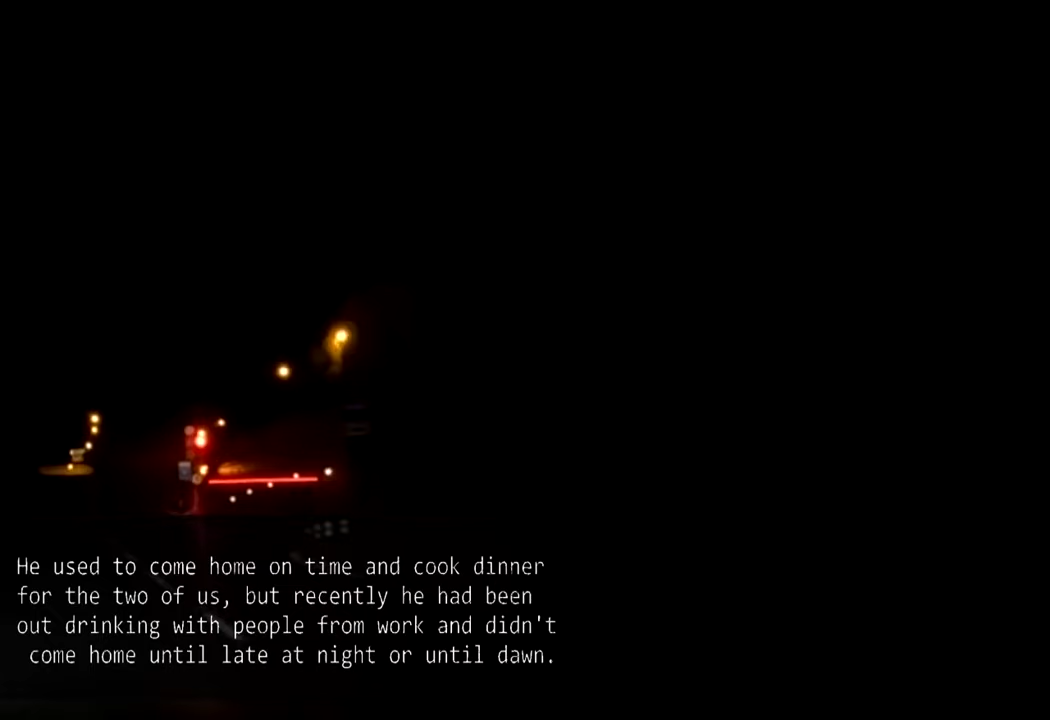 He used to come home on time and cook dinner
for the two of us, but recently he had been
out drinking with people from work and didn't
come home until late at night or until dawn.